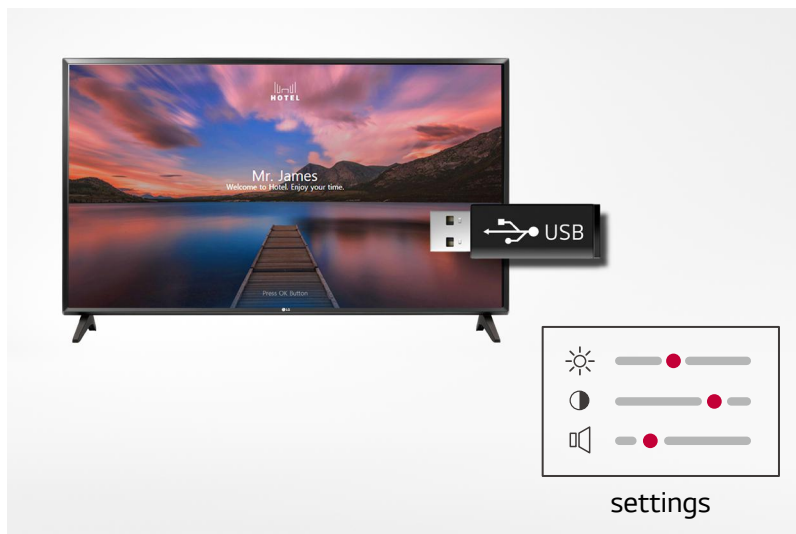 HOTEL
Mr. James
Welcome to Hotel. Enjoy your time.
USB
Press OK Button
LG
settings